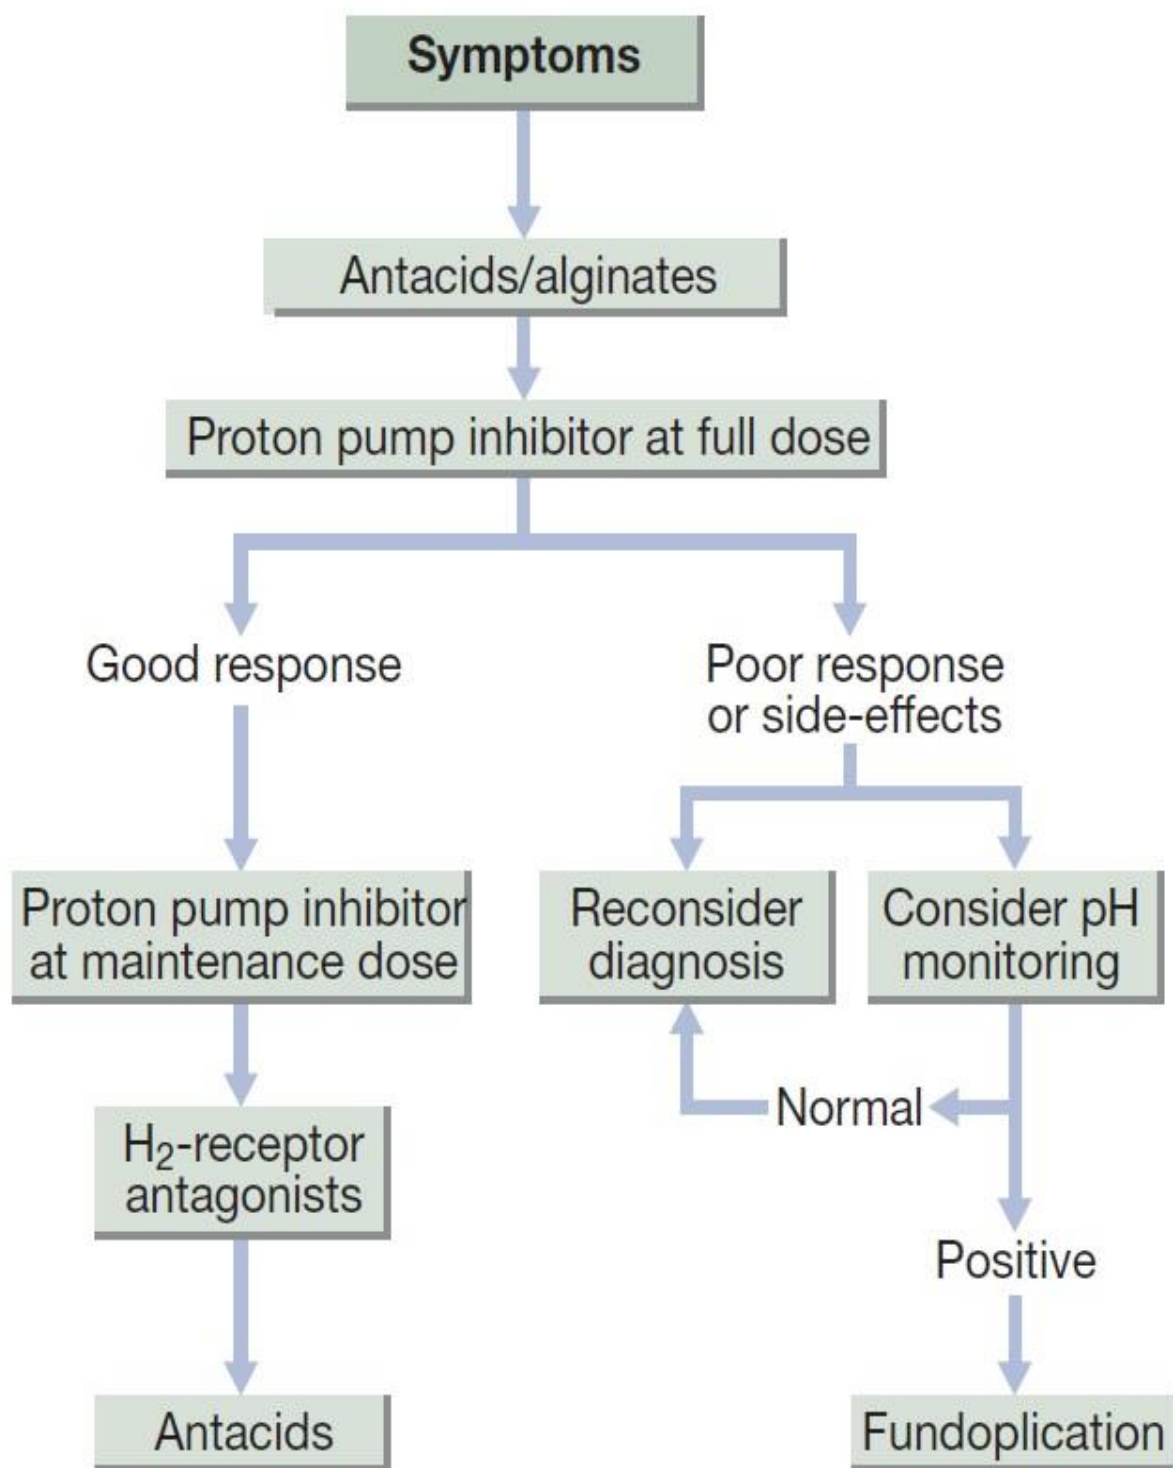 Symptoms
Antacids/alginates
Proton pump inhibitor at full dose
Good response
Poor response
or side-effects
Proton pump inhibitor
at maintenance dose
Reconsider
diagnosis
Consider pH
monitoring
Normal
H₂-receptor
antagonists
Positive
Antacids
Fundoplication